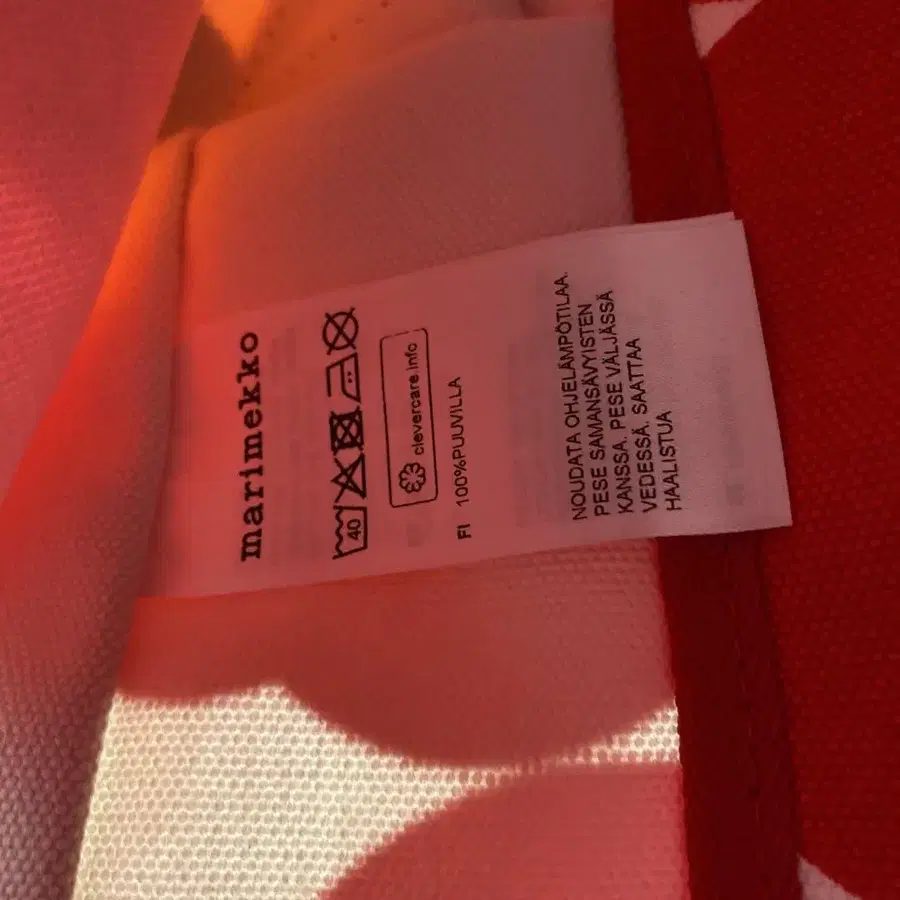 marimekko
40
clevercare.info
FI 100%PUUVILLA
NOUDATA OHJELÄMPÖTILAA.
PESE SAMANSÄVYISTEN
KANSSA. PESE VÄLJÄSSÄ
VEDESSÄ. SAATTAA
HAALISTUA